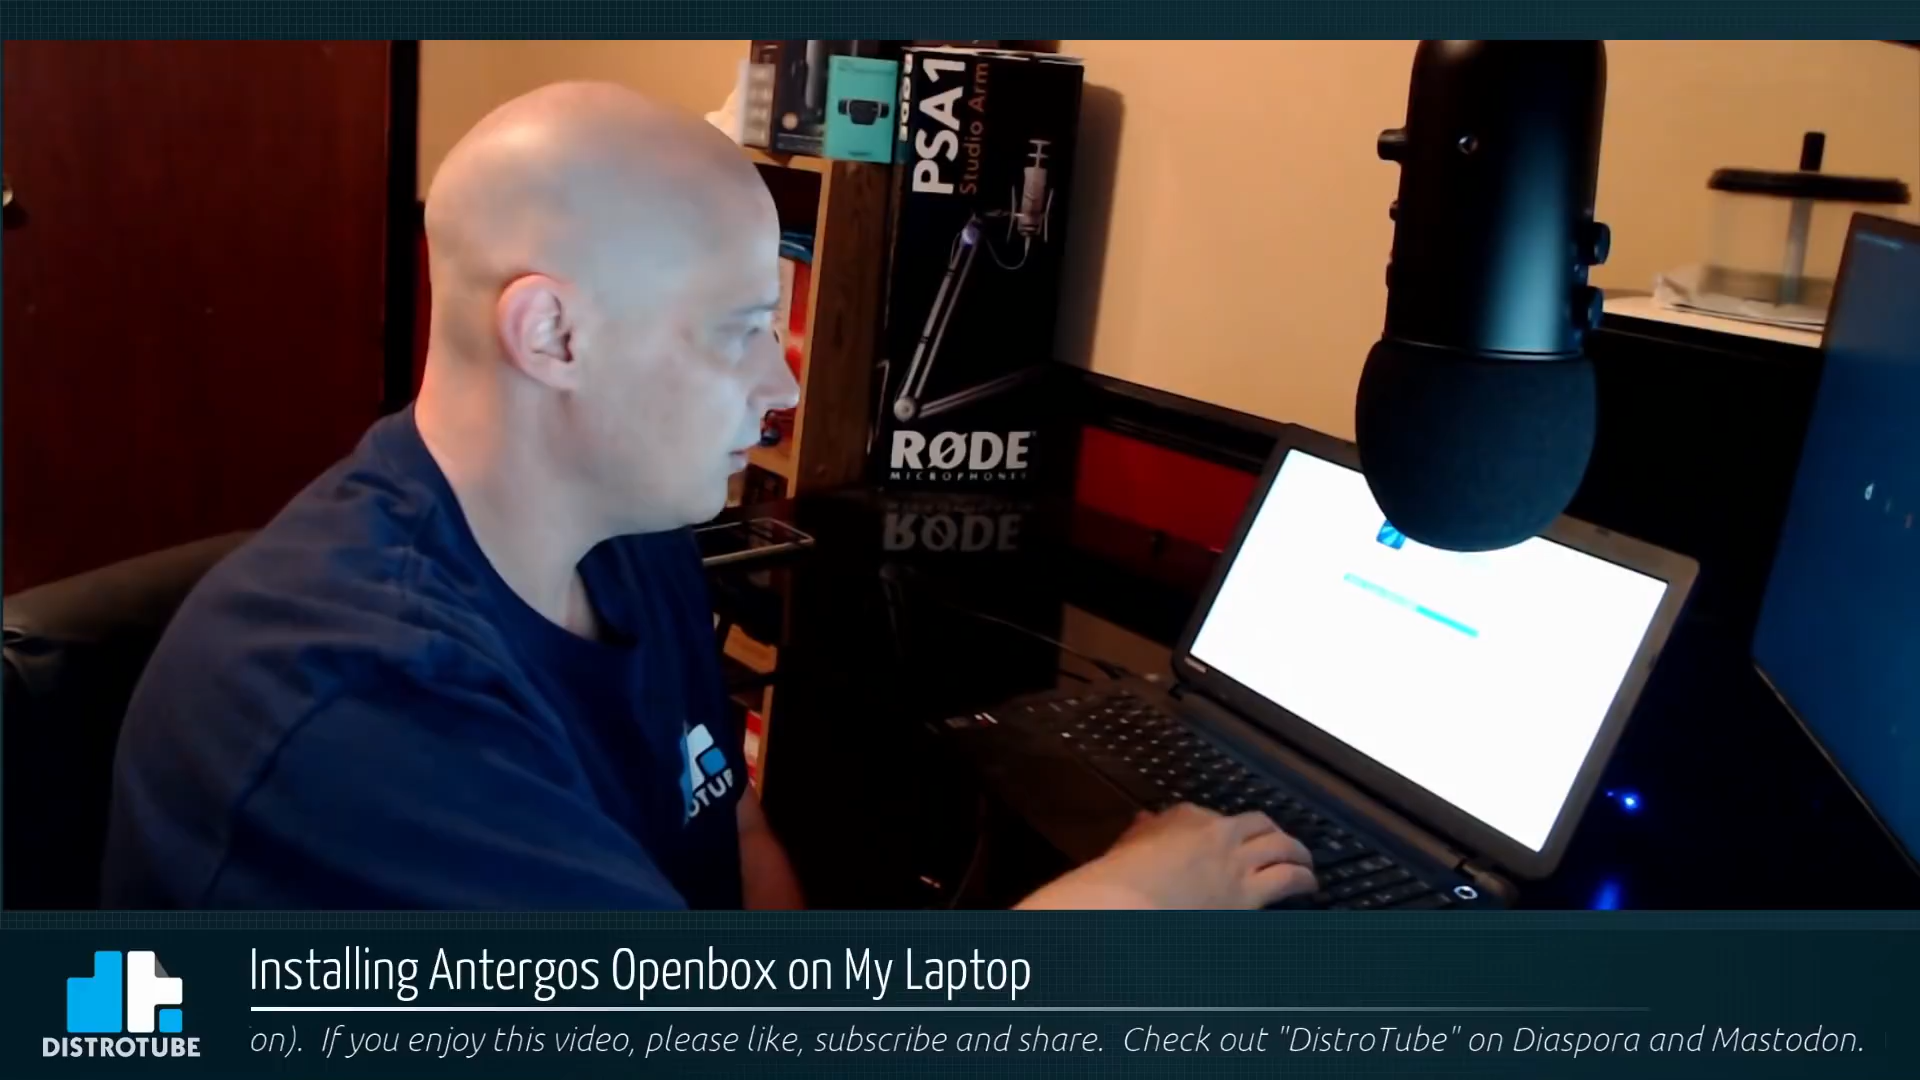 PSA1
Studio Arm
RØDE
MICROPHONES
RØDE
OTUB
Installing Antergos Openbox on My Laptop
on). If you enjoy this video, please like, subscribe and share. Check out "DistroTube" on Diaspora and Mastodon.
DISTROTUBE